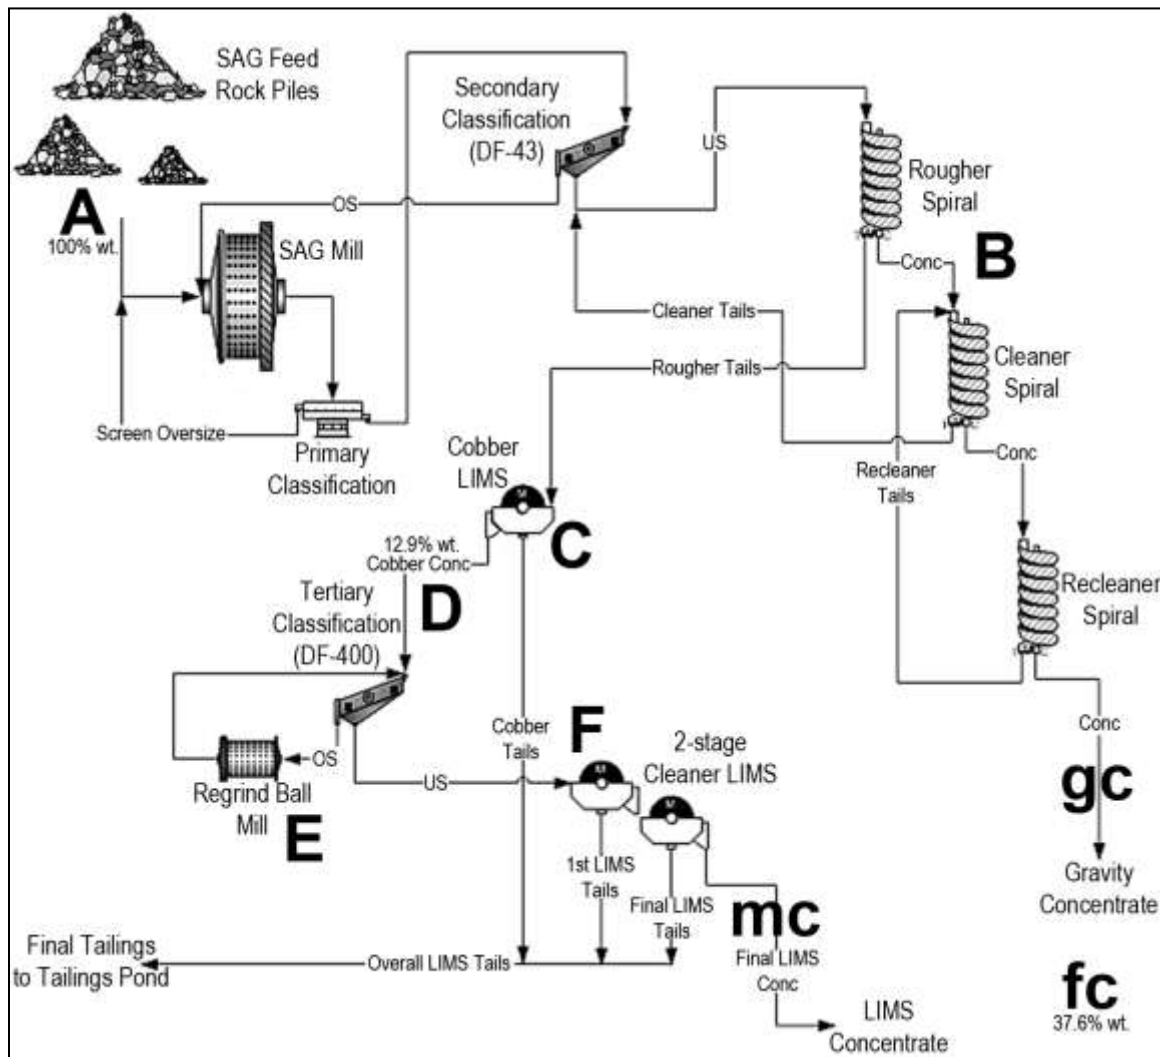 SAG Feed
Rock Piles
Secondary
Classification
(DF-43)
US
Rougher
Spiral
A
100% wt.
OS
SAG Mill
Conc
B
Cleaner Tails
Cleaner
Spiral
Rougher Tails
Screen Oversize
Primary
Classification
Cobber
LIMS
M
C
Conc
Recleaner
Tails
12.9% wt.
Cobber Conc
D
Tertiary
Classification
(DF-400)
Recleaner
Spiral
OS
Regrind Ball
Mill
E
US
Cobber
Tails
F
M
2-stage
Cleaner LIMS
M
Conc
gc
1st LIMS
Tails
Final LIMS
Tails
mc
Gravity
Concentrate
Final Tailings
to Tailings Pond
Overall LIMS Tails
Final LIMS
Conc
fc
37.6% wt.
LIMS
Concentrate